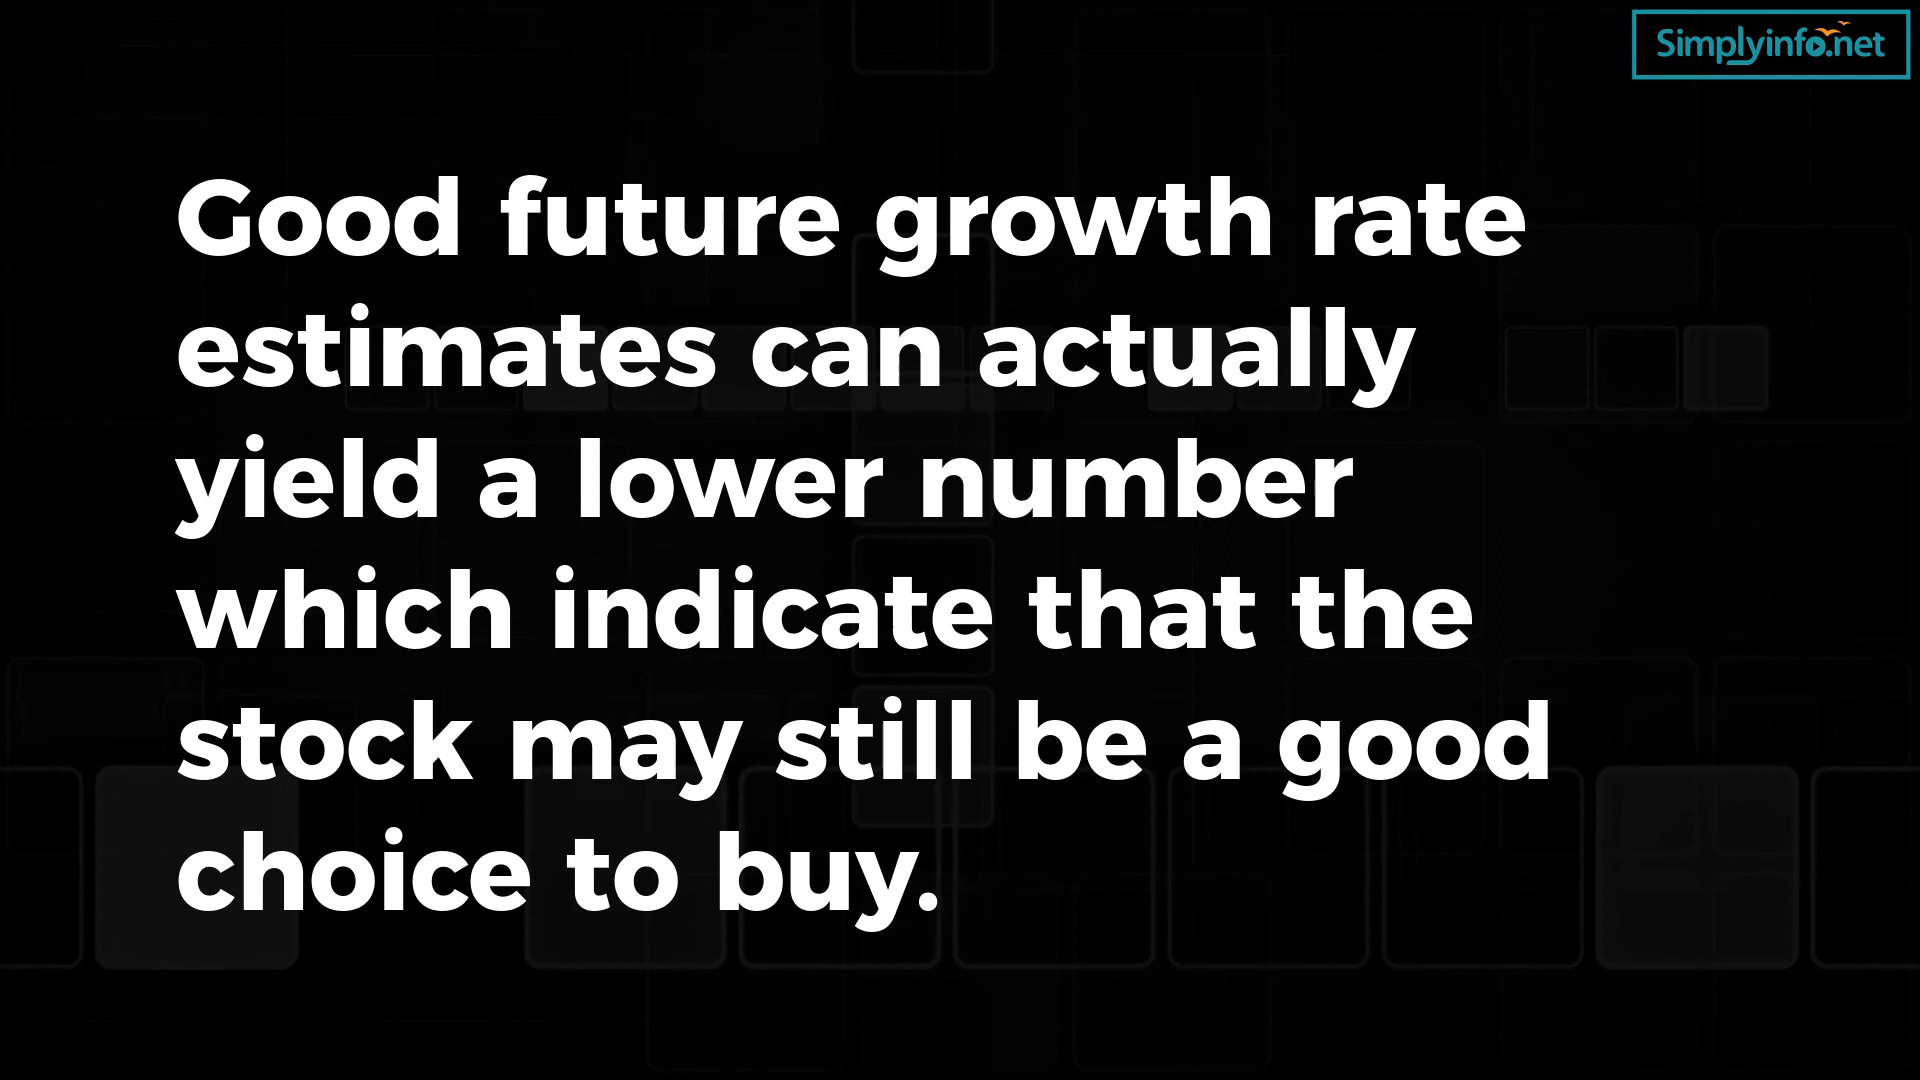 Simplyinfo.net
Good future growth rate
estimates can actually
yield a lower number
which indicate that the
stock may still be a good
choice to buy.